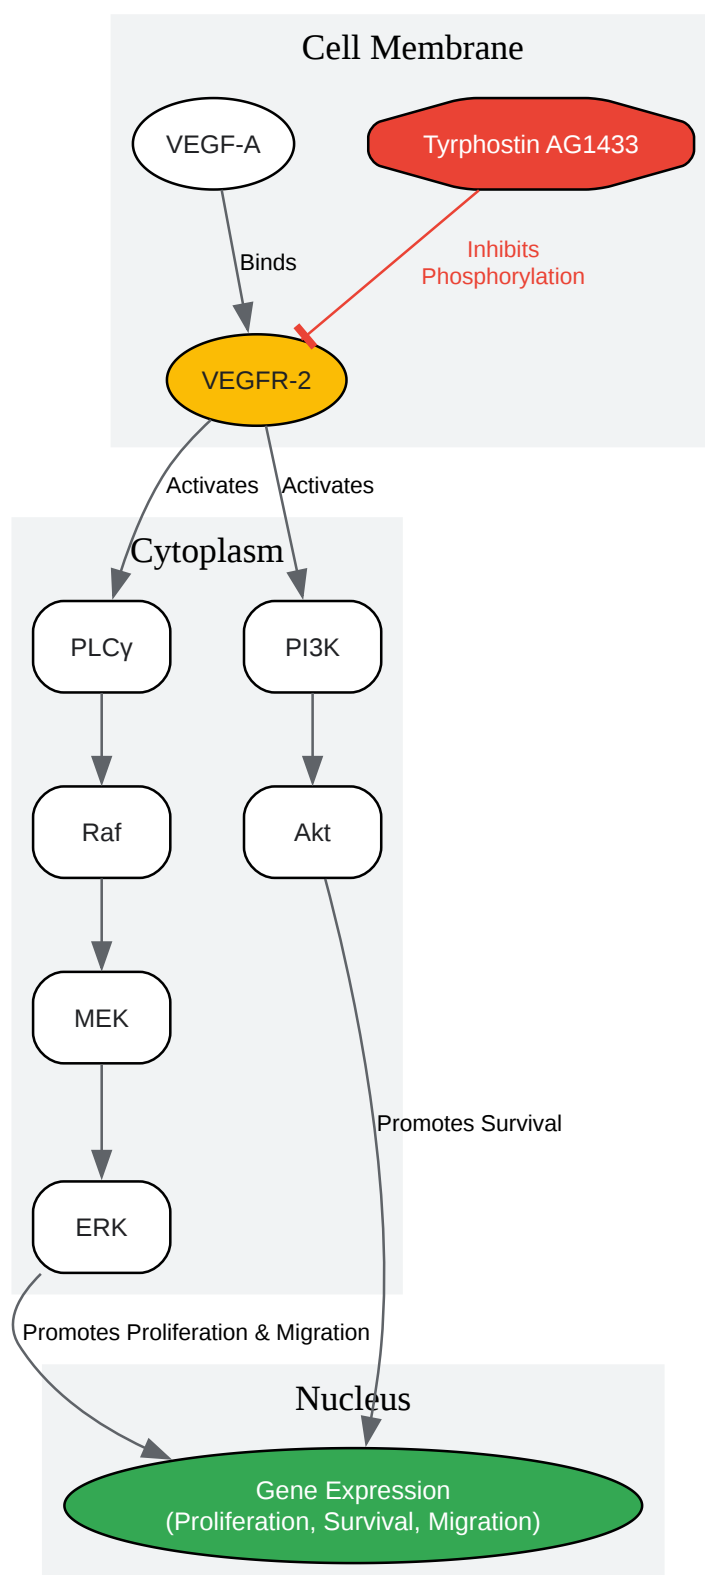 Cell Membrane
VEGF-A
Tyrphostin AG1433
Binds
Inhibits
Phosphorylation
VEGFR-2
Activates
Activates
Cytoplasm
PLCγ
PI3K
Raf
Akt
MEK
Promotes Survival
ERK
Promotes Proliferation & Migration
Nucleus
Gene Expression
(Proliferation, Survival, Migration)